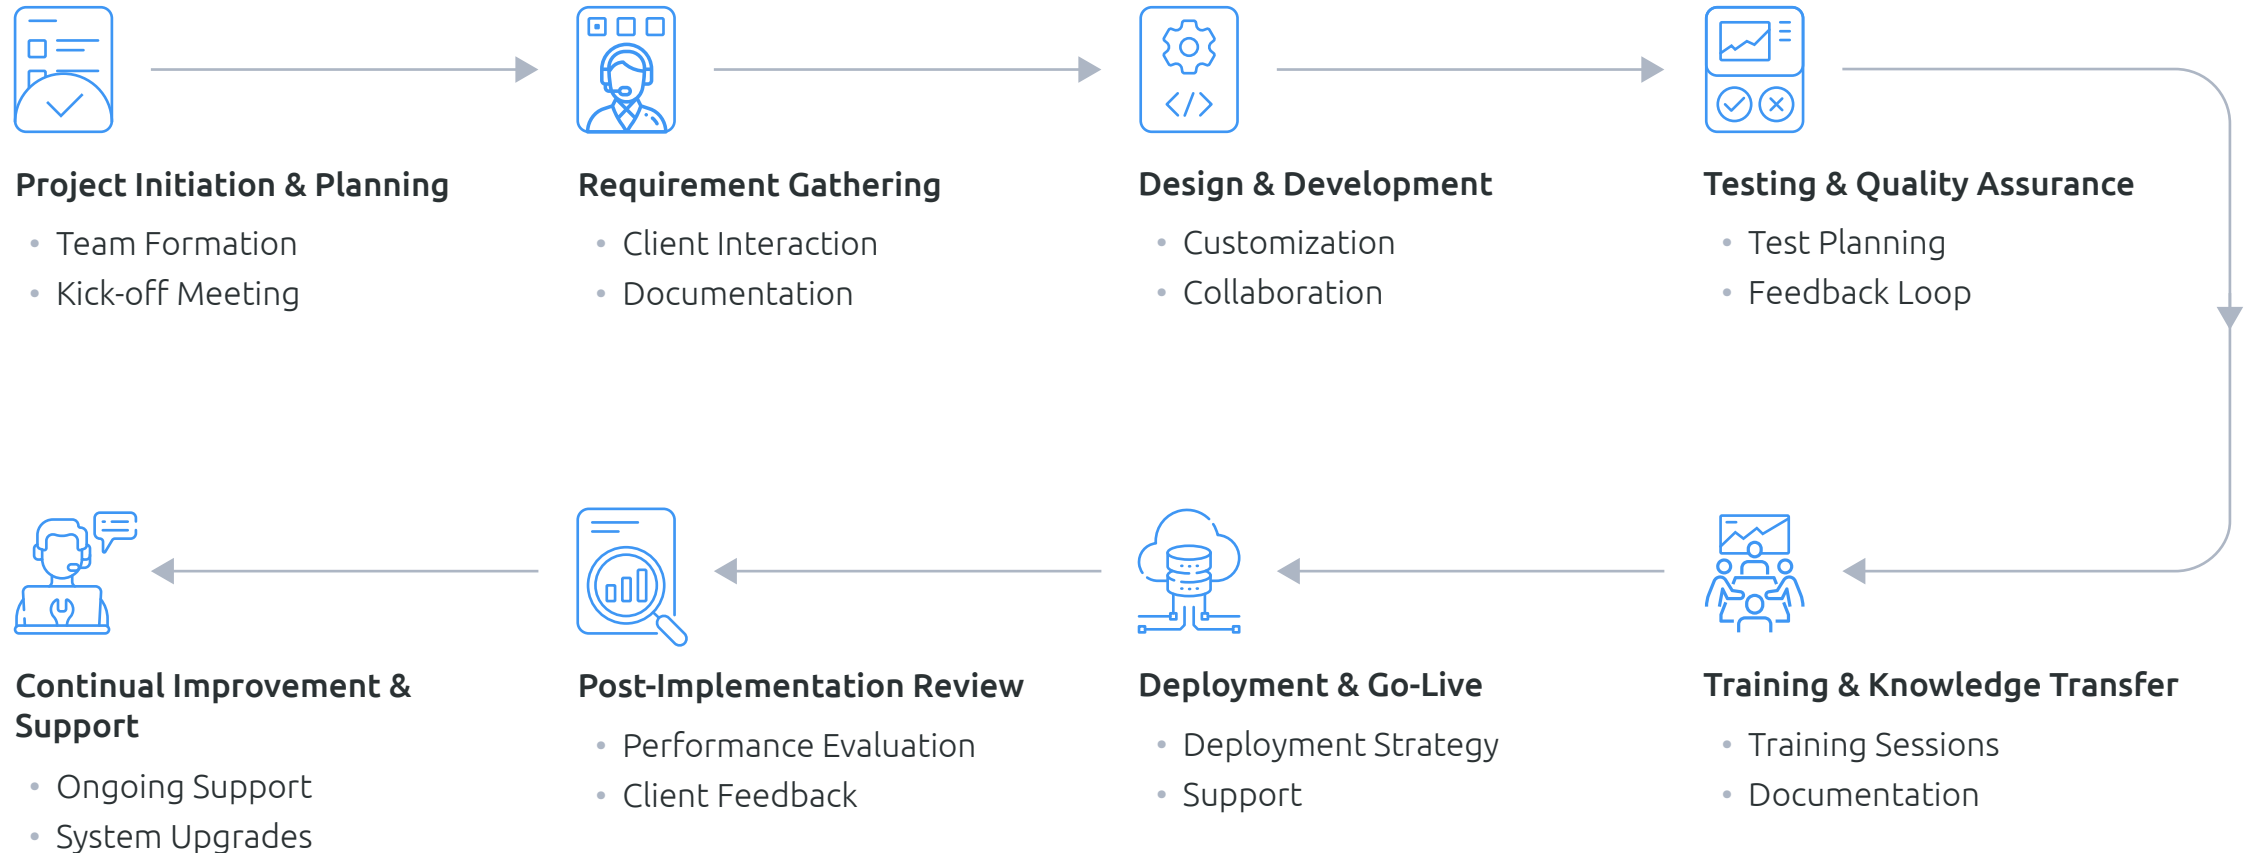 Project Initiation & Planning
• Team Formation
• Kick-off Meeting
Requirement Gathering
• Client Interaction
• Documentation
Design & Development
• Customization
• Collaboration
Testing & Quality Assurance
• Test Planning
• Feedback Loop
Training & Knowledge Transfer
• Training Sessions
• Documentation
Deployment & Go-Live
• Deployment Strategy
• Support
Post-Implementation Review
• Performance Evaluation
• Client Feedback
Continual Improvement &
Support
• Ongoing Support
• System Upgrades